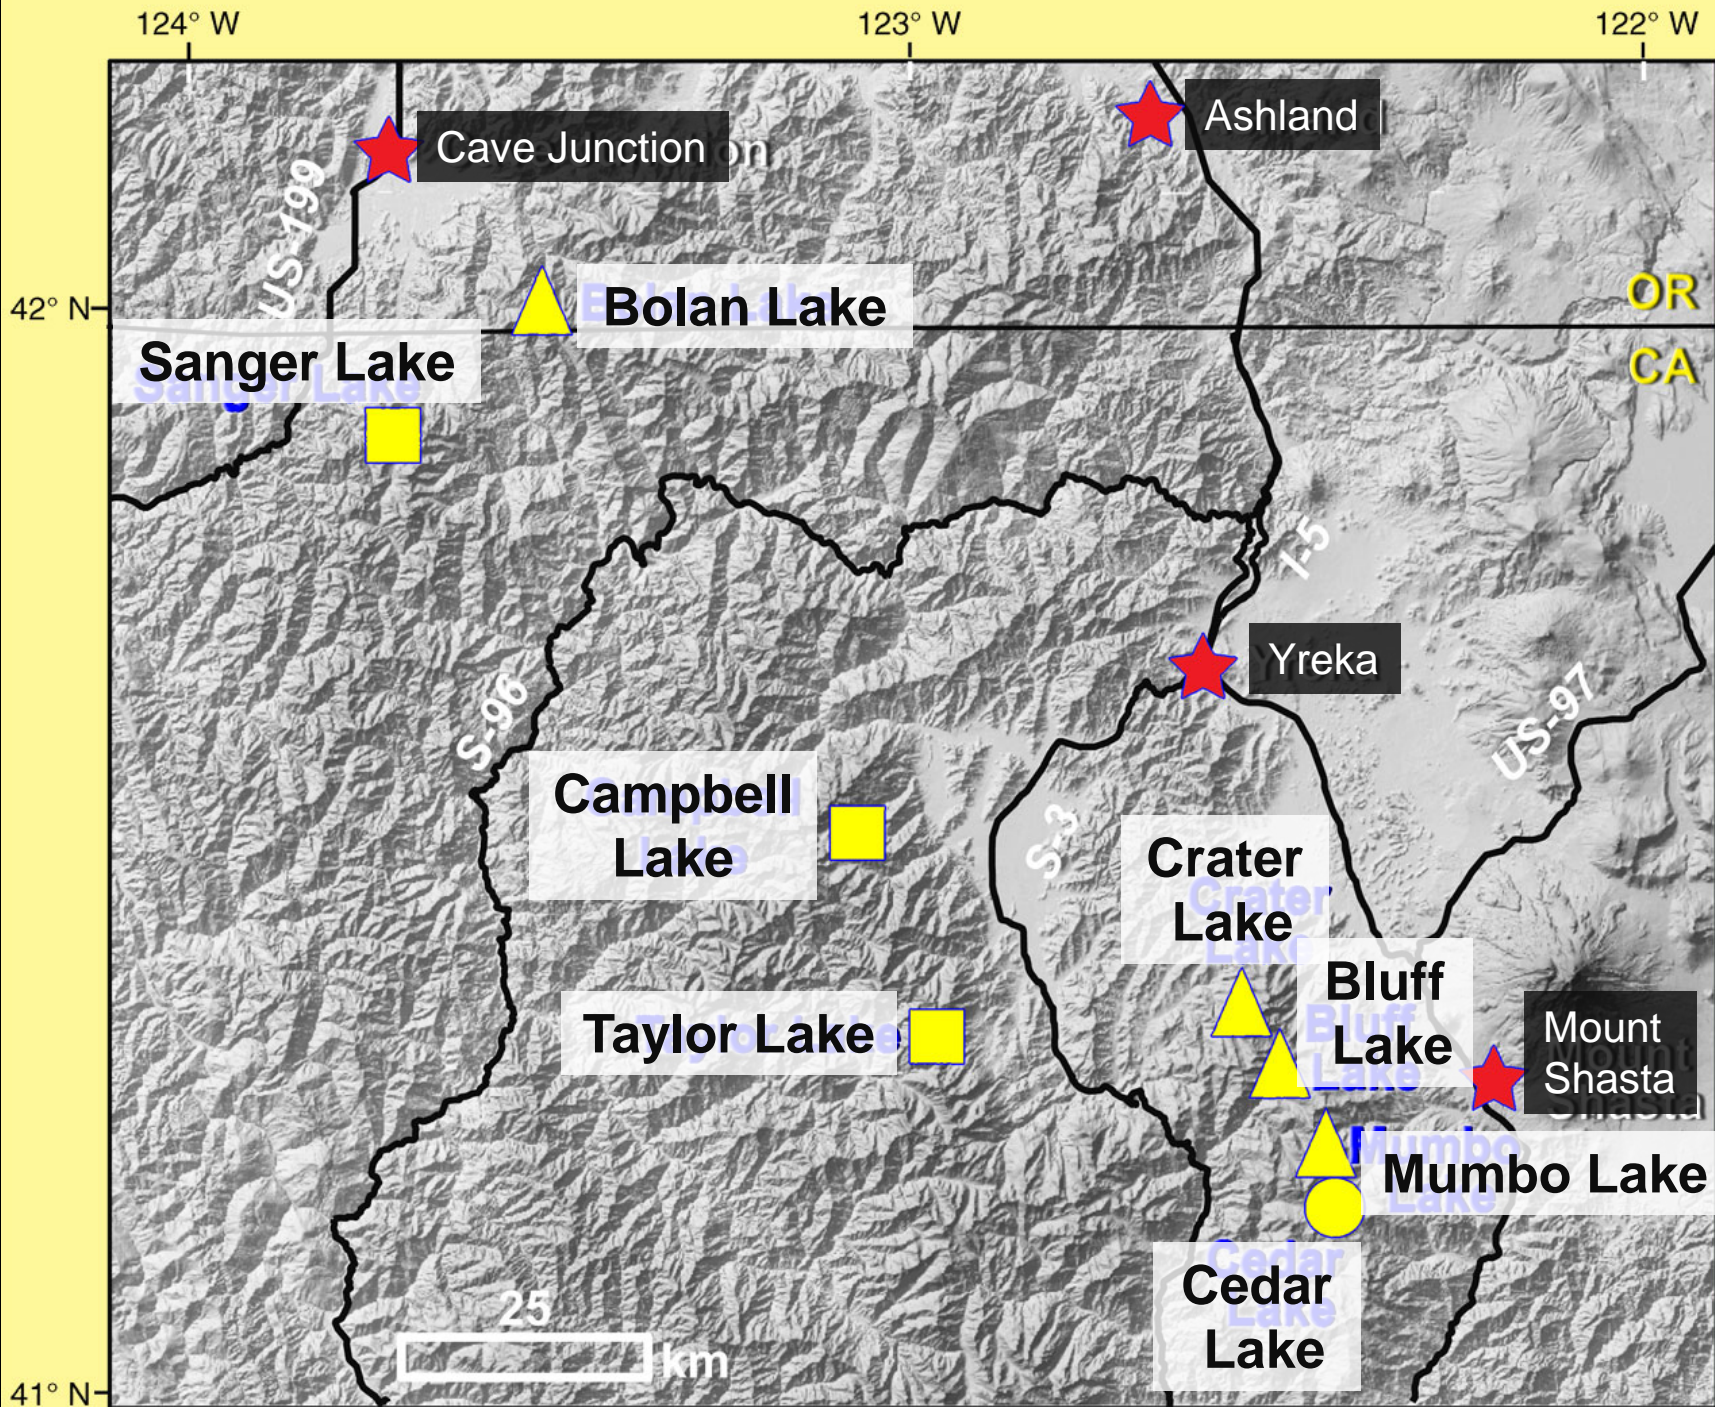 124° W
123° W
122° W
Cave Junction
Ashland
US-199
42° N
Bolan Lake
OR
Sanger Lake
CA
I-5
Yreka
S-96
US-97
Campbell
Lake
S-3
Crater
Lake
Bluff
Lake
Taylor Lake
Mount
Shasta
Mumbo Lake
Cedar
Lake
25
km
41° N